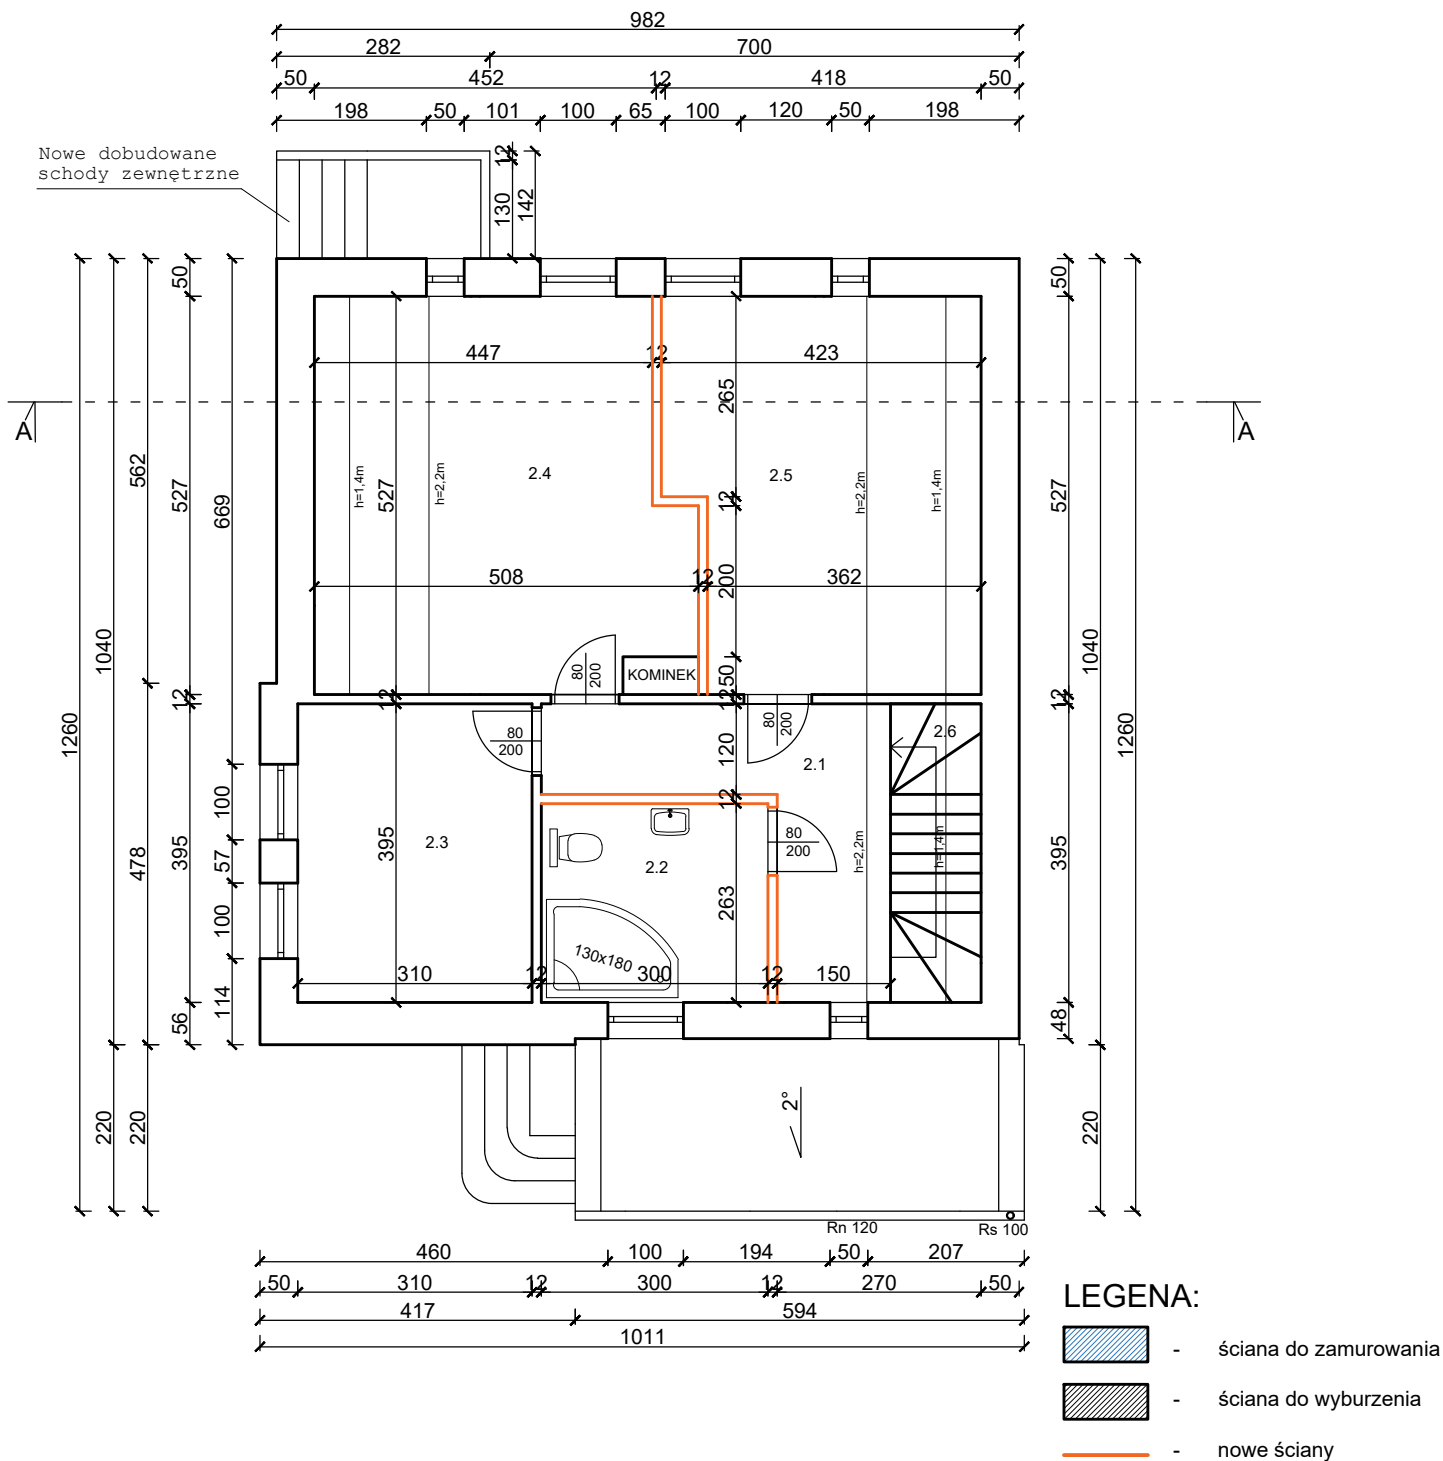 982
282 700
50 452 12 418 50
198 50 101 100 65 100 120 50 198
Nowe dobudowane
schody zewnętrzne
12
130
142
50
50
447 12 423
265
A
A
562
527
669
h=1,4m
527
h=2,2m
2.4
2.5
12
h=2,2m
h=1,4m
527
508 12 362
200
1040
1040
KOMINEK
50
80
200
12
12
12
12
80
200
80
200
2.6
1260
120
2.1
1260
100
12
478
395
57
395
2.3
2.2
80
200
h=2,2m
h=1,4m
395
263
100
130x180
310 12 300 12 150
114
56
48
220
220
2°
220
Rn 120
Rs 100
460 100 194 50 207
50 310 12 300 12 270 50
417 594
1011
LEGENA:
- ściana do zamurowania
- ściana do wyburzenia
- nowe ściany